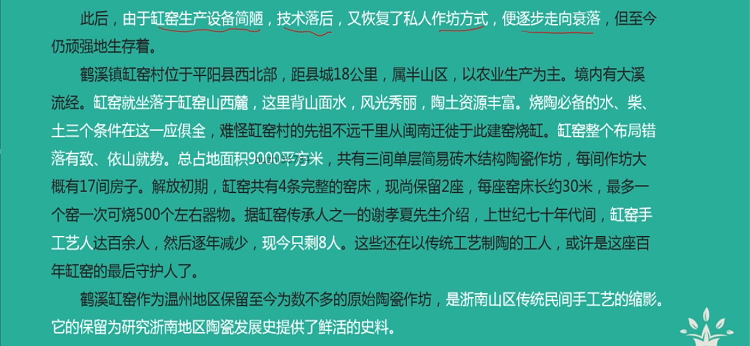 此后，由于缸窑生产设备简陋，技术落后，又恢复了私人作坊方式，便逐步走向衰落，但至今
仍顽强地生存着。
鹤溪镇缸窑村位于平阳县西北部，距县城18公里，属半山区，以农业生产为主。境内有大溪
流经。缸窑就坐落于缸窑山西麓，这里背山面水，风光秀丽，陶土资源丰富。烧陶必备的水、柴、
土三个条件在这一应俱全，难怪缸窑村的先祖不远千里从闽南迁徙于此建窑烧缸。缸窑整个布局错
落有致、依山就势。总占地面积9000平方米，共有三间单层简易砖木结构陶瓷作坊，每间作坊大
概有17间房子。解放初期，缸窑共有4条完整的窑床，现尚保留2座，每座窑床长约30米，最多一
个窑一次可烧500个左右器物。据缸窑传承人之一的谢孝夏先生介绍，上世纪七十年代间，缸窑手
工艺人达百余人，然后逐年减少，现今只剩8人。这些还在以传统工艺制陶的工人，或许是这座百
年缸窑的最后守护人了。
鹤溪缸窑作为温州地区保留至今为数不多的原始陶瓷作坊，是浙南山区传统民间手工艺的缩影。
它的保留为研究浙南地区陶瓷发展史提供了鲜活的史料。